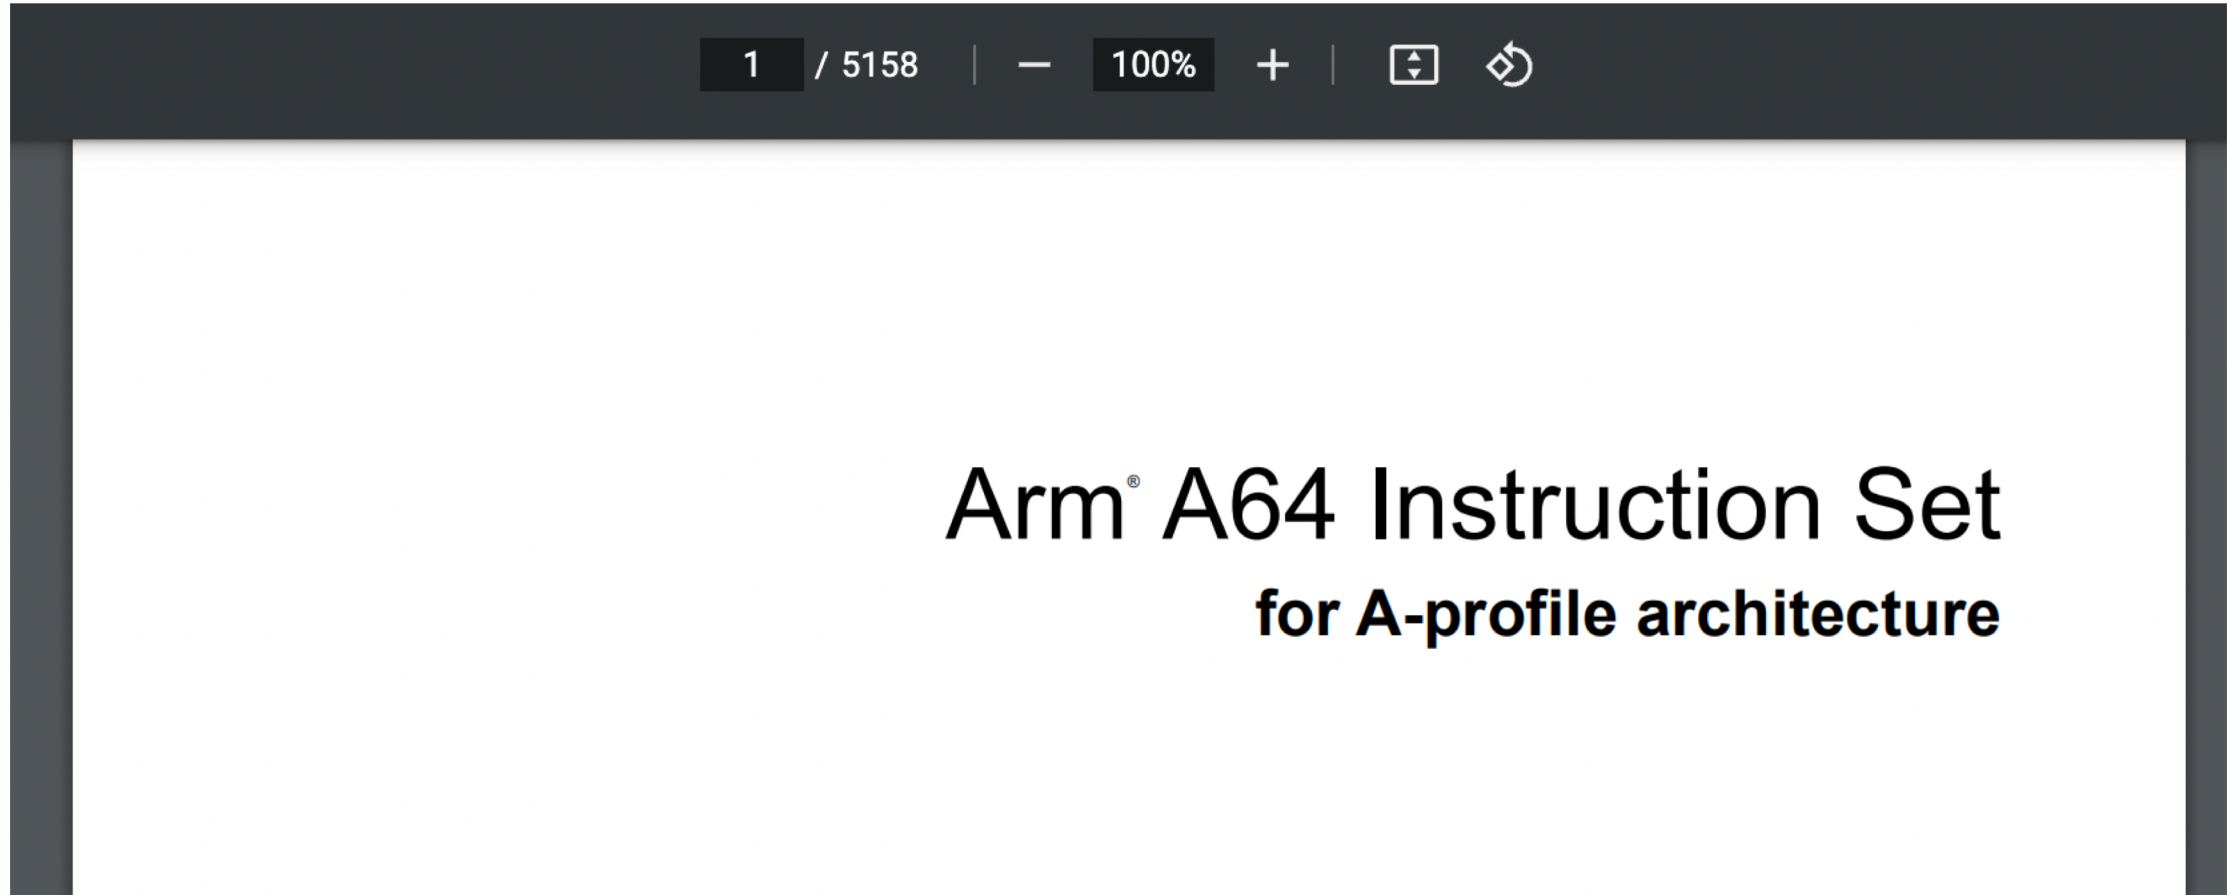 1 / 5158 100%
Arm® A64 Instruction Set
for A-profile architecture